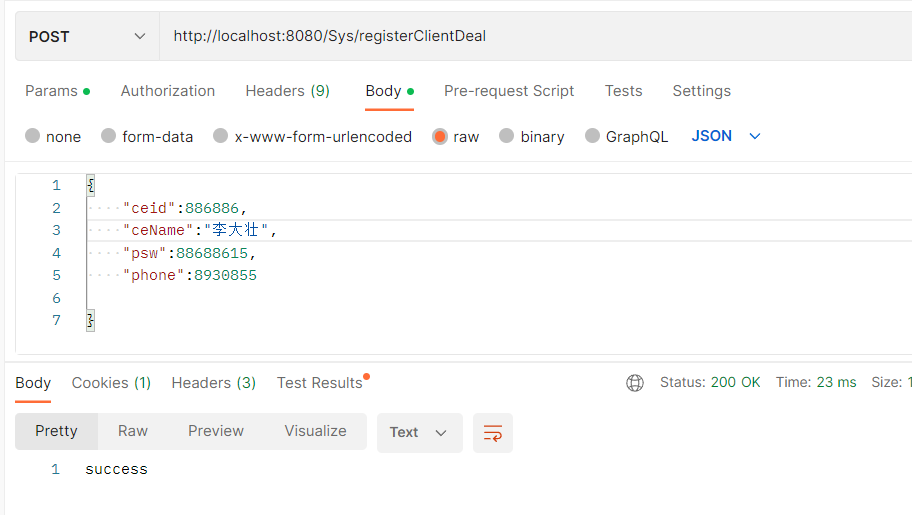 POST http://localhost:8080/Sys/registerClientDeal
Params Authorization Headers (9) Body Pre-request Script Tests Settings
none form-data x-www-form-urlencoded raw binary GraphQL JSON
1 {
2 "ceid":886886,
3 "ceName":"李大壮",
4 "psw":88688615,
5 "phone":8930855
6
7 }
Body Cookies (1) Headers (3) Test Results Status: 200 OK Time: 23 ms Size: 1
Pretty Raw Preview Visualize Text
1 success